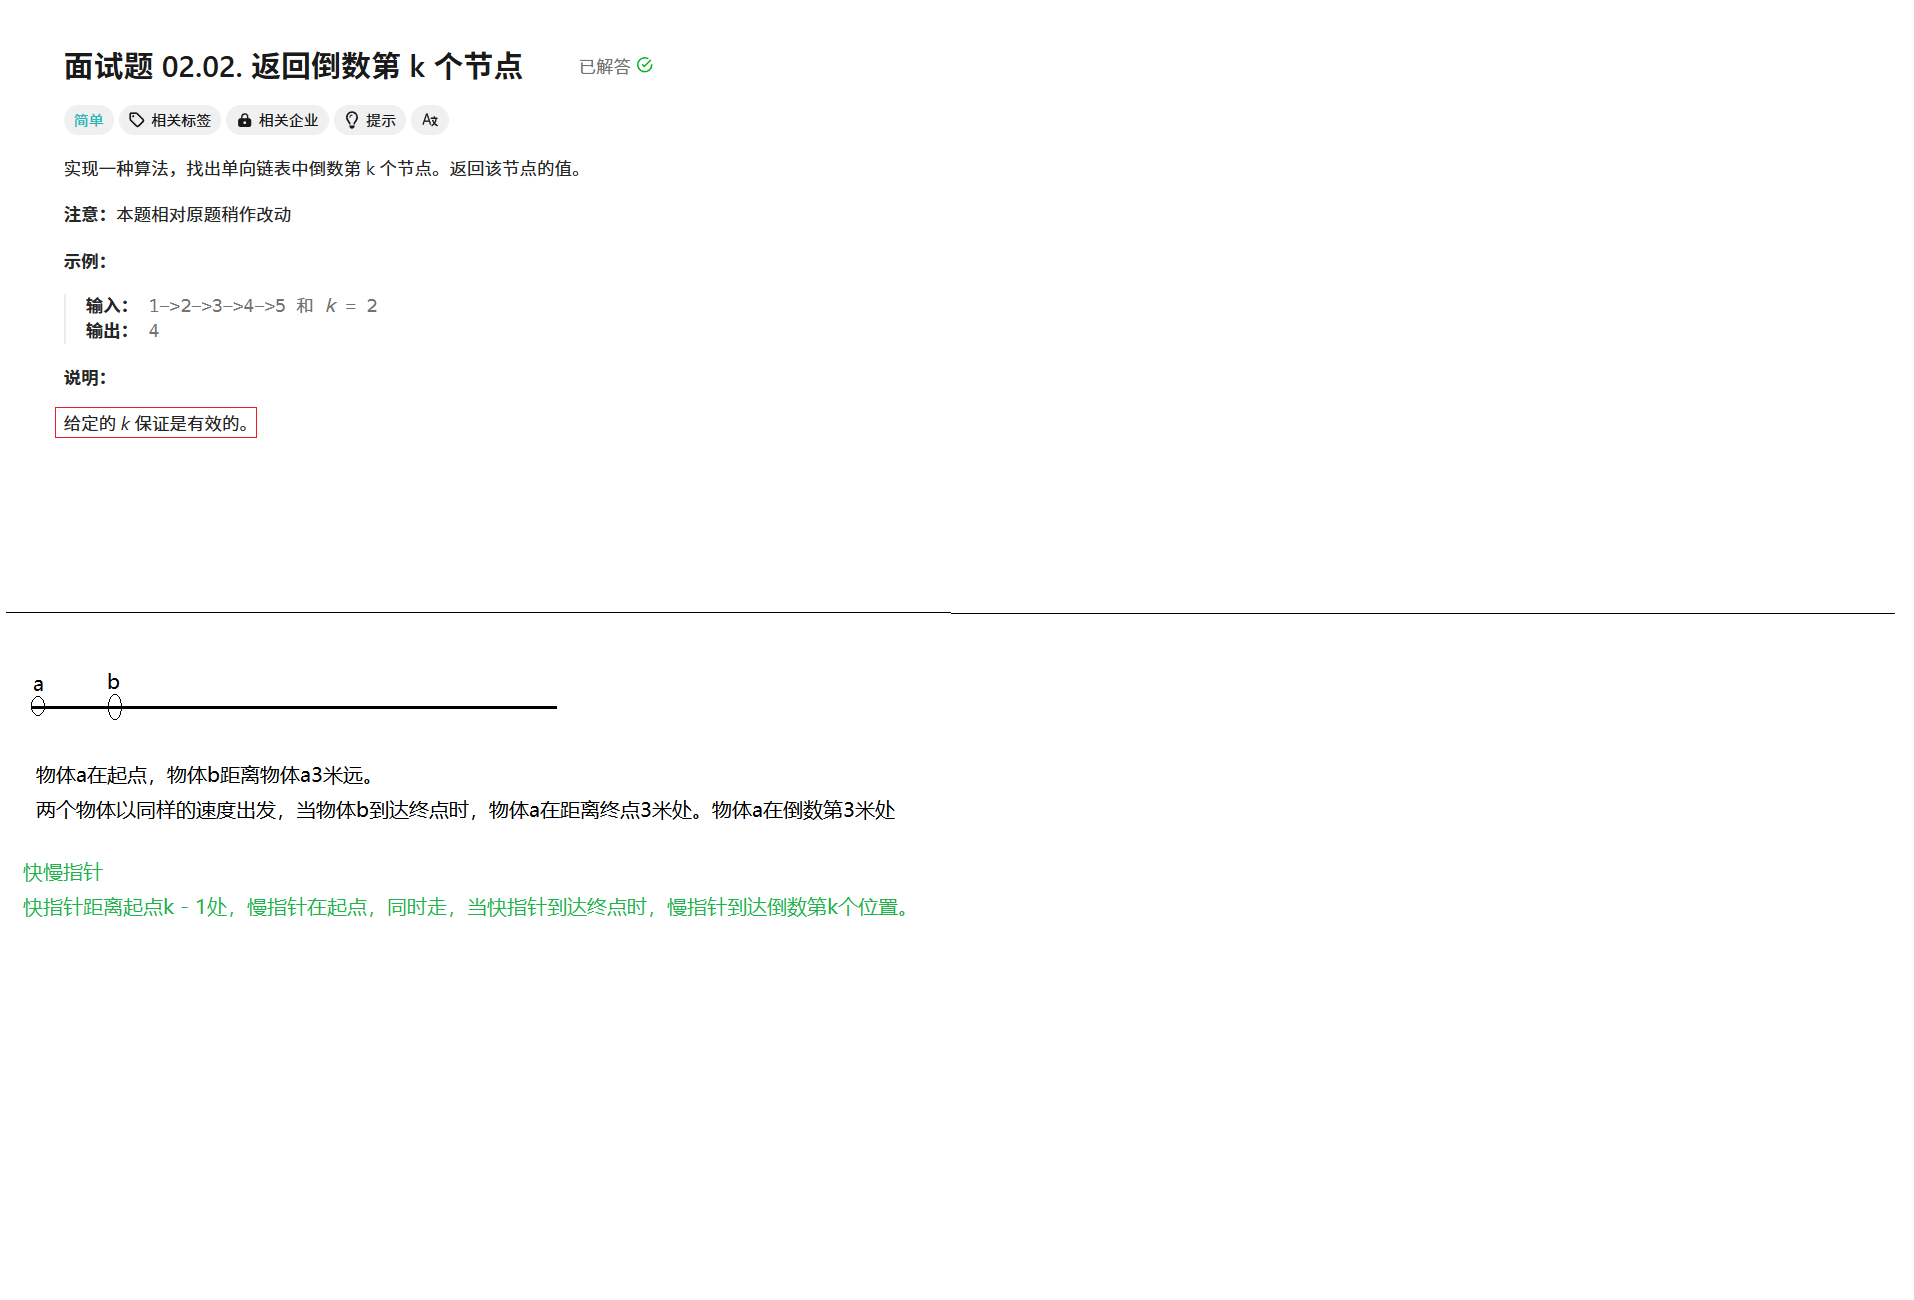 面试题 02.02. 返回倒数第 k 个节点 已解答
简单 相关标签 相关企业 提示
实现一种算法，找出单向链表中倒数第 k 个节点。返回该节点的值。
注意：本题相对原题稍作改动
示例：
输入： 1->2->3->4->5 和 k = 2
输出： 4
说明：
给定的 k 保证是有效的。
a b
物体a在起点，物体b距离物体a3米远。
两个物体以同样的速度出发，当物体b到达终点时，物体a在距离终点3米处。物体a在倒数第3米处
快慢指针
快指针距离起点k - 1处，慢指针在起点，同时走，当快指针到达终点时，慢指针到达倒数第k个位置。